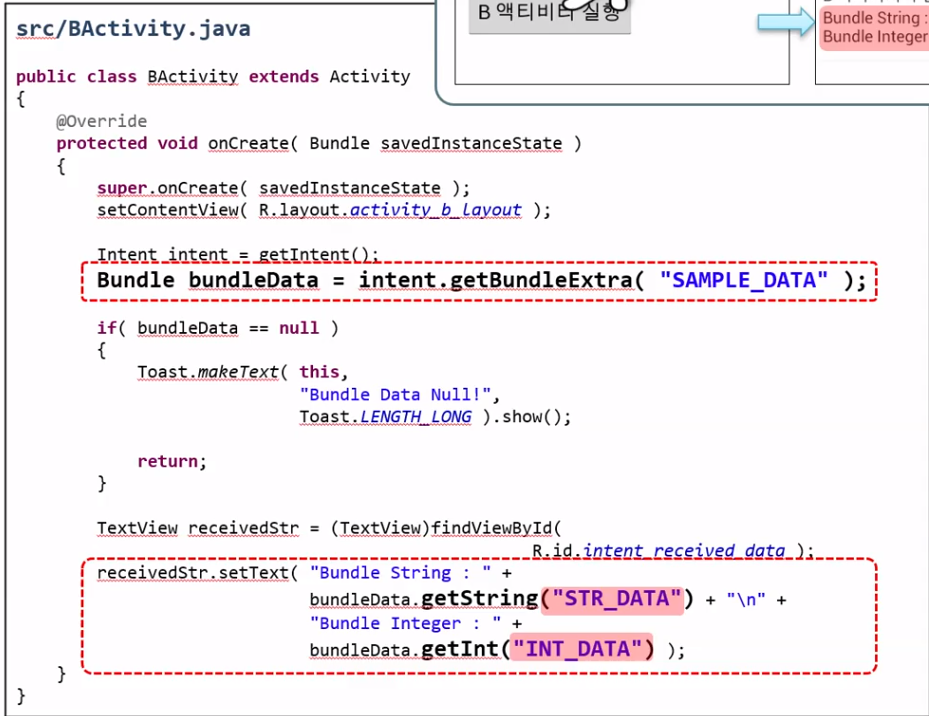 B 액티비티 실행
Bundle String :
Bundle Integer
src/BActivity.java
public class BActivity extends Activity
{
@Override
protected void onCreate( Bundle savedInstanceState )
{
super.onCreate( savedInstanceState );
setContentView( R.layout.activity_b_layout );
Intent intent = getIntent();
Bundle bundleData = intent.getBundleExtra( "SAMPLE_DATA" );
if( bundleData == null )
{
Toast.makeText( this,
"Bundle Data Null!",
Toast.LENGTH_LONG ).show();
return;
}
TextView receivedStr = (TextView)findViewById(
R.id.intent_received_data );
receivedStr.setText( "Bundle String : " +
bundleData.getString("STR_DATA") + "\n" +
"Bundle Integer : " +
bundleData.getInt("INT_DATA") );
}
}